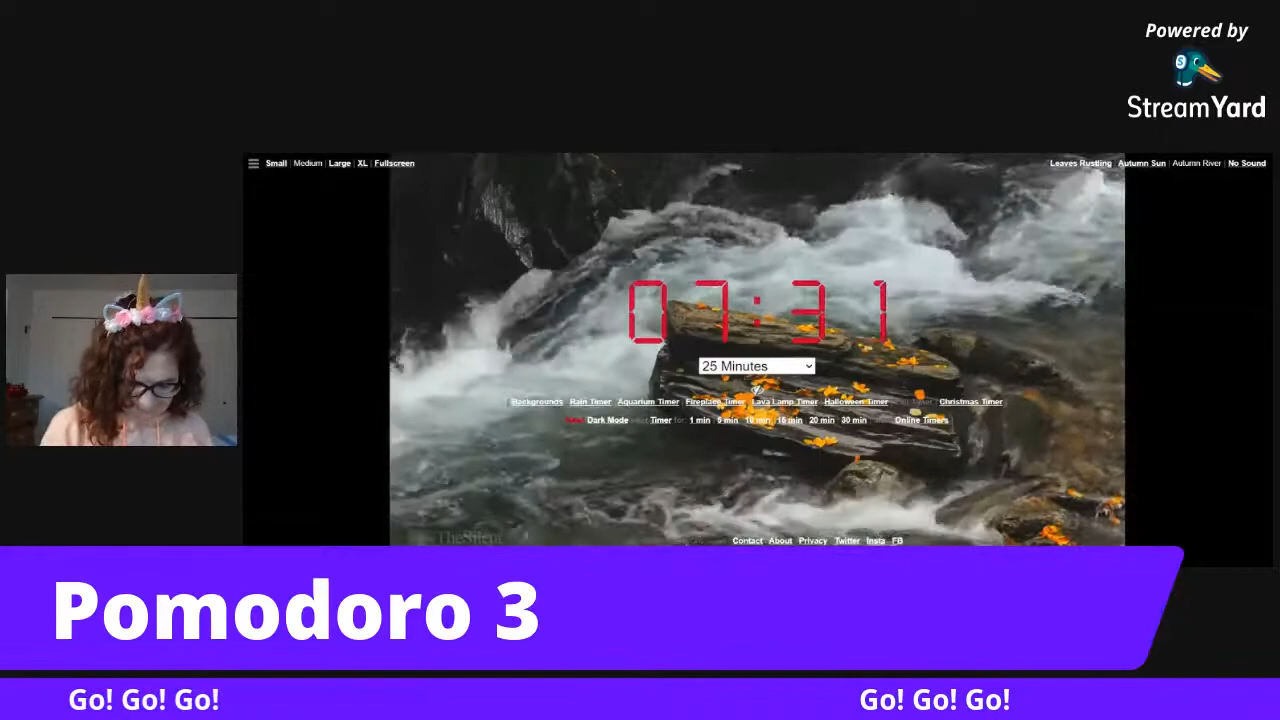 Powered by
StreamYard
Small | Medium | Large | XL | Fullscreen
Leaves Rustling | Autumn Sun | Autumn River | No Sound
07:31
25 Minutes
Backgrounds Rain Timer Aquarium Timer Fireplace Timer Lava Lamp Timer Halloween Timer Christmas Timer
Dark Mode Timer for: 1 min 5 min 10 min 15 min 20 min 30 min Online Timers
TheSilent
Contact About Privacy Twitter Insta FB
Pomodoro 3
Go! Go! Go! Go! Go! Go!